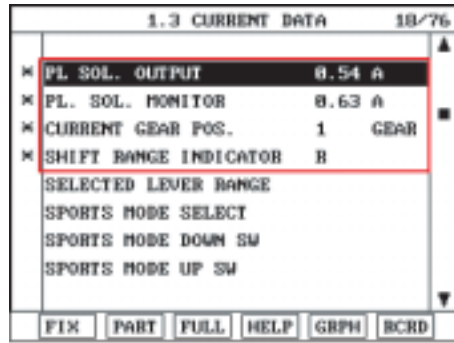 1.3 CURRENT DATA 18/76
× PL SOL. OUTPUT 0.54 A
× PL. SOL. MONITOR 0.63 A
× CURRENT GEAR POS. 1 GEAR
× SHIFT RANGE INDICATOR R
SELECTED LEVER RANGE
SPORTS MODE SELECT
SPORTS MODE DOWN SW
SPORTS MODE UP SW
FIX PART FULL HELP GRPH RCRD